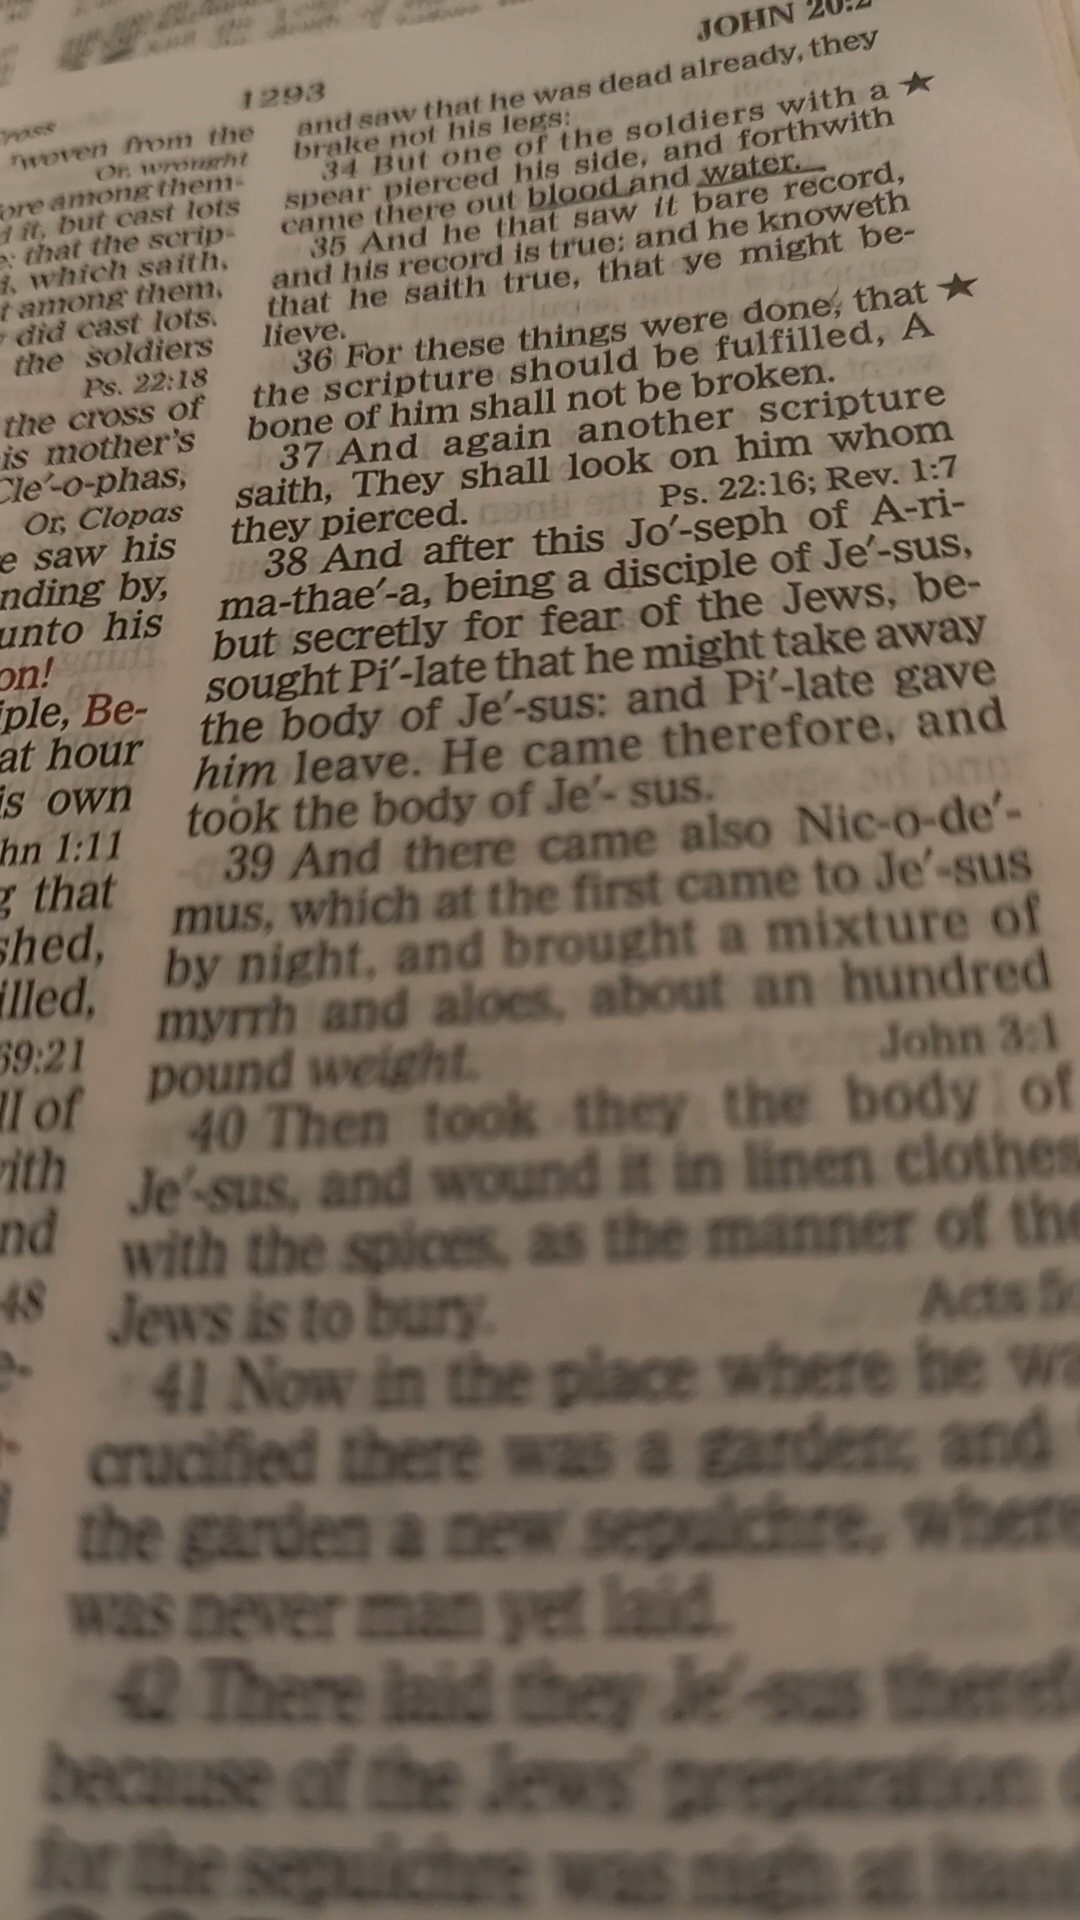 JOHN 20:2
1293
ross
woven from the
Or, wrought
ore among them-
d it, but cast lots
e: that the scrip-
i, which saith,
t among them,
did cast lots.
the soldiers
Ps. 22:18
the cross of
is mother's
Cle′-o-phas,
Or, Clopas
e saw his
nding by,
unto his
on!
iple, Be-
at hour
is own
hn 1:11
g that
shed,
illed,
69:21
ll of
ith
nd
48
and saw that he was dead already, they
brake not his legs:
34 But one of the soldiers with a ★
spear pierced his side, and forthwith
came there out blood and water.
35 And he that saw it bare record,
and his record is true: and he knoweth
that he saith true, that ye might be-
lieve.
36 For these things were done, that ★
the scripture should be fulfilled, A
bone of him shall not be broken.
37 And again another scripture
saith, They shall look on him whom
they pierced. Ps. 22:16; Rev. 1:7
38 And after this Jo′-seph of A-ri-
ma-thae′-a, being a disciple of Je′-sus,
but secretly for fear of the Jews, be-
sought Pi′-late that he might take away
the body of Je′-sus: and Pi′-late gave
him leave. He came therefore, and
took the body of Je′- sus.
39 And there came also Nic-o-de′-
mus, which at the first came to Je′-sus
by night, and brought a mixture of
myrrh and aloes, about an hundred
pound weight. John 3:1
40 Then took they the body of
Je′-sus, and wound it in linen clothes
with the spices, as the manner of the
Jews is to bury. Acts 5:
41 Now in the place where he wa
crucified there was a garden; and
the garden a new sepulchre, where
was never man yet laid.
42 There laid they Je′-sus theref
because of the Jews' preparation
for the sepulchre was nigh at hand